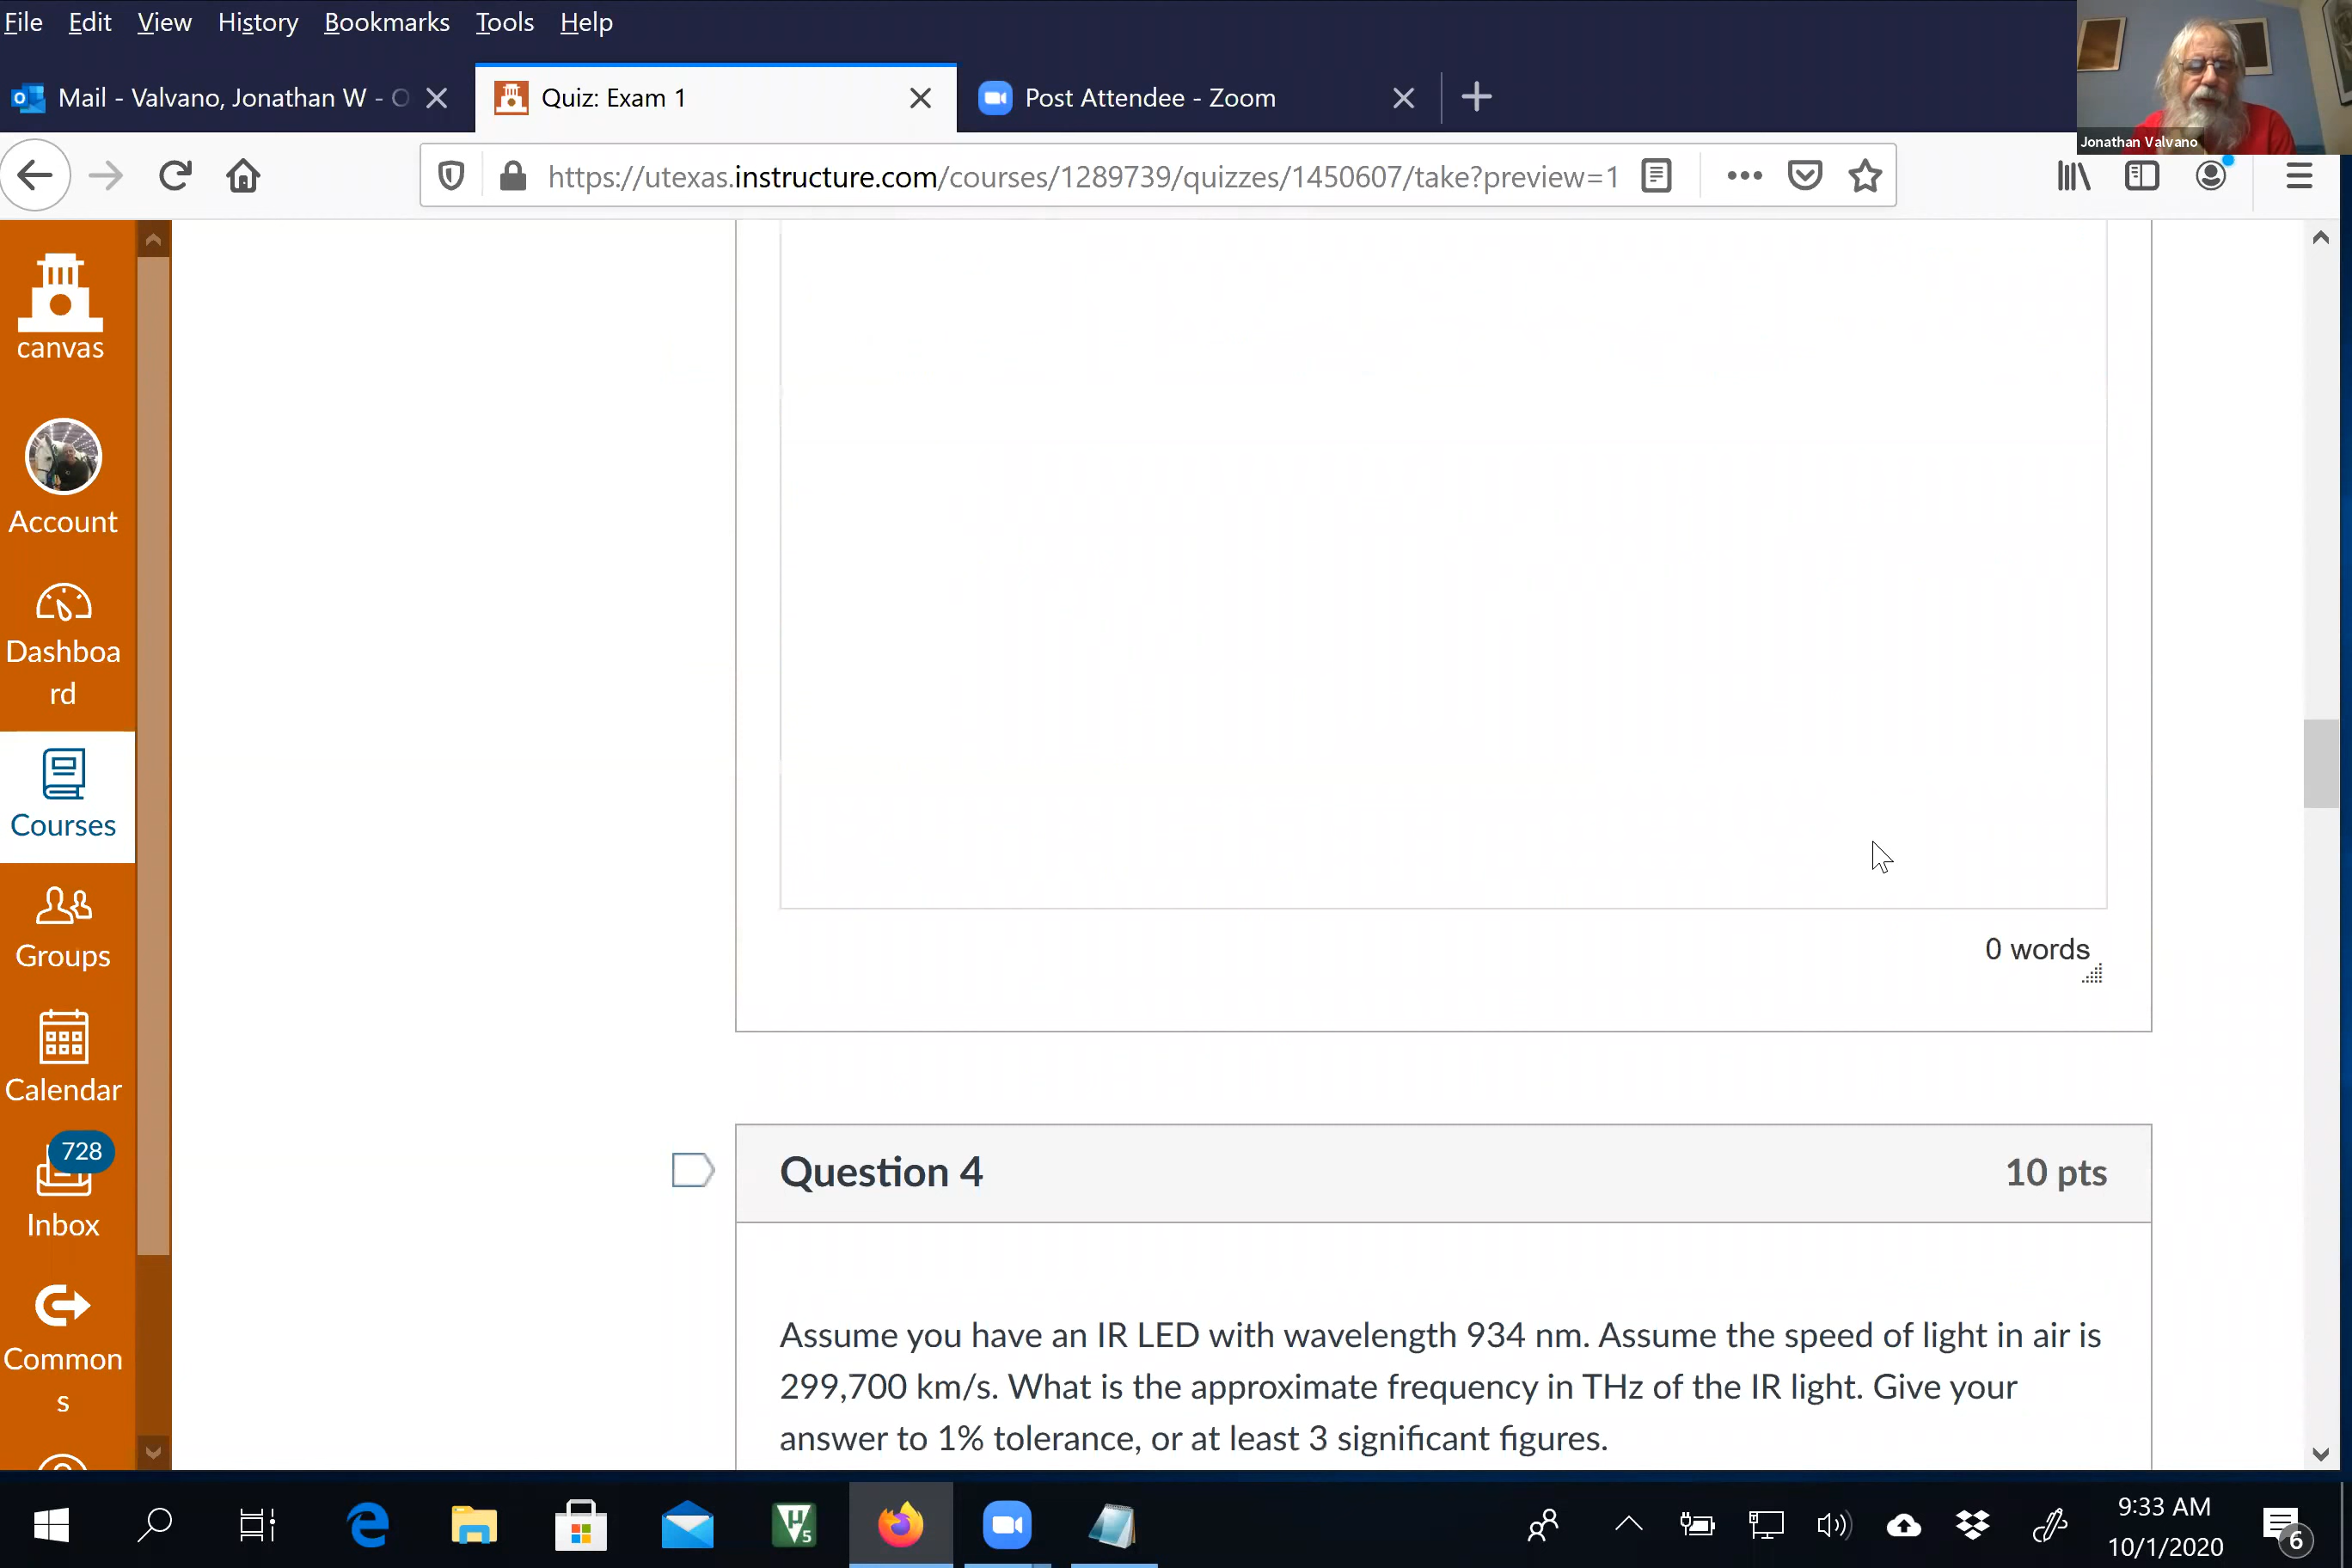 File Edit View History Bookmarks Tools Help
Mail - Valvano, Jonathan W - O
Quiz: Exam 1
Post Attendee - Zoom
Jonathan Valvano
https://utexas.instructure.com/courses/1289739/quizzes/1450607/take?preview=1
canvas
Account
Dashboa
rd
Courses
Groups
Calendar
728
Inbox
Common
s
0 words
Question 4
10 pts
Assume you have an IR LED with wavelength 934 nm. Assume the speed of light in air is
299,700 km/s. What is the approximate frequency in THz of the IR light. Give your
answer to 1% tolerance, or at least 3 significant figures.
9:33 AM
10/1/2020
6